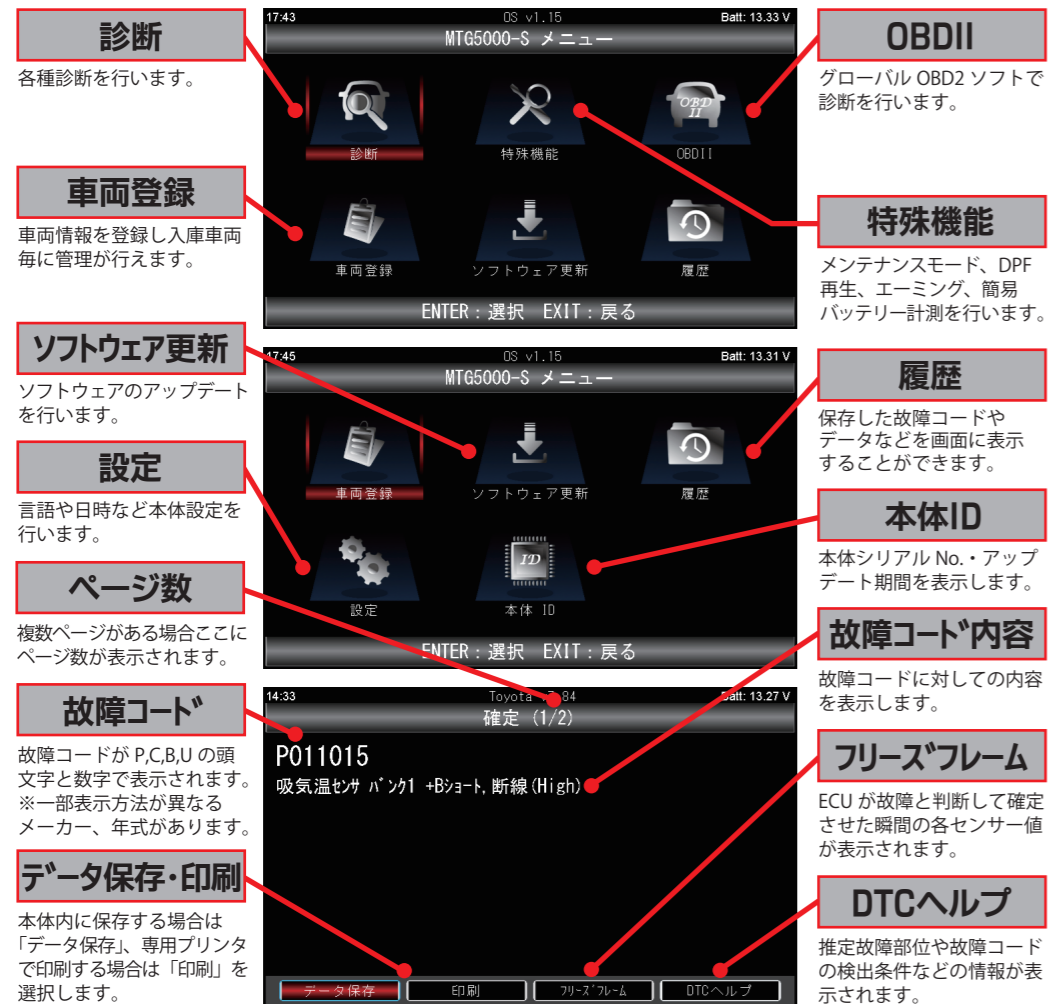 診断
各種診断を行います。
車両登録
車両情報を登録し入庫車両
毎に管理が行えます。
ソフトウェア更新
ソフトウェアのアップデート
を行います。
設定
言語や日時など本体設定を
行います。
ページ数
複数ページがある場合ここに
ページ数が表示されます。
故障コード
故障コードが P,C,B,U の頭
文字と数字で表示されます。
※一部表示方法が異なる
メーカー、年式があります。
データ保存・印刷
本体内に保存する場合は
「データ保存」、専用プリンタ
で印刷する場合は「印刷」を
選択します。
17:43 OS v1.15 Batt: 13.33 V
MTG5000-S メニュー
診断 特殊機能 OBDII
車両登録 ソフトウェア更新 履歴
ENTER：選択 EXIT：戻る
17:45 OS v1.15 Batt: 13.31 V
MTG5000-S メニュー
車両登録 ソフトウェア更新 履歴
ID
設定 本体 ID
ENTER：選択 EXIT：戻る
14:33 Toyota 84 Batt: 13.27 V
確定 (1/2)
P011015
吸気温ｾﾝｻ ﾊﾞﾝｸ1 +Bｼｮｰﾄ,断線(High)
データ保存 印刷 ﾌﾘｰｽﾞﾌﾚｰﾑ DTCヘルプ
OBD
II
OBDII
グローバル OBD2 ソフトで
診断を行います。
特殊機能
メンテナンスモード、DPF
再生、エーミング、簡易
バッテリー計測を行います。
履歴
保存した故障コードや
データなどを画面に表示
することができます。
本体ID
本体シリアル No.・アップ
デート期間を表示します。
故障コード内容
故障コードに対しての内容
を表示します。
フリーズフレーム
ECU が故障と判断して確定
させた瞬間の各センサー値
が表示されます。
DTCヘルプ
推定故障部位や故障コード
の検出条件などの情報が表
示されます。